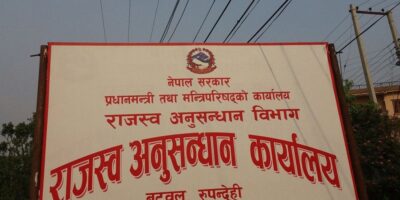 नेपाल सरकार
प्रधानमन्त्री तथा मन्त्रिपरिषद्को कार्यालय
राजस्व अनुसन्धान विभाग
राजस्व अनुसन्धान कार्यालय
बुटवल रुपन्देही